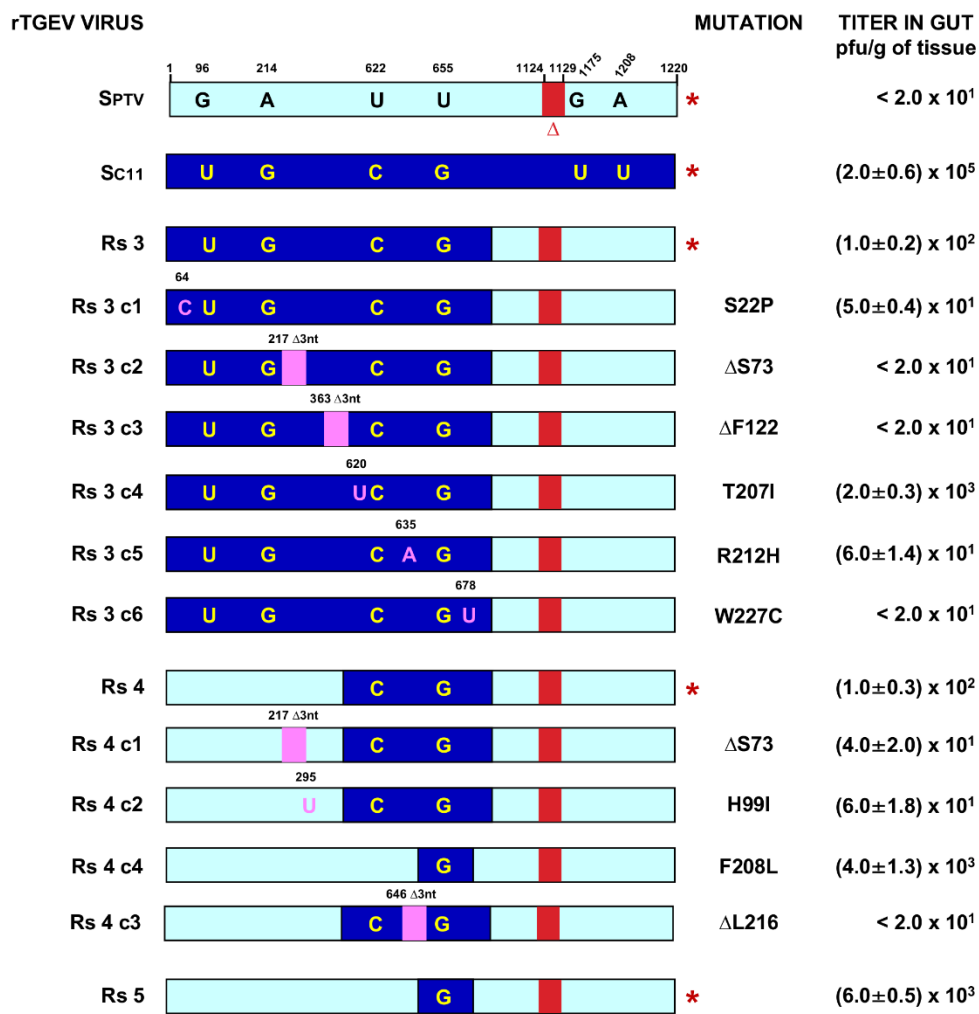 rTGEV VIRUS MUTATION TITER IN GUT
pfu/g of tissue
1 96 214 622 655 1124 1129 1175 1208 1220
SPTV G A U U G A * < 2.0 x 10¹
Δ
SC11 U G C G U U * (2.0±0.6) x 10⁵
Rs 3 U G C G * (1.0±0.2) x 10²
64
Rs 3 c1 C U G C G S22P (5.0±0.4) x 10¹
217 Δ3nt
Rs 3 c2 U G C G ΔS73 < 2.0 x 10¹
363 Δ3nt
Rs 3 c3 U G C G ΔF122 < 2.0 x 10¹
620
Rs 3 c4 U G U C G T207I (2.0±0.3) x 10³
635
Rs 3 c5 U G C A G R212H (6.0±1.4) x 10¹
678
Rs 3 c6 U G C G U W227C < 2.0 x 10¹
Rs 4 C G * (1.0±0.3) x 10²
217 Δ3nt
Rs 4 c1 C G ΔS73 (4.0±2.0) x 10¹
295
Rs 4 c2 U C G H99I (6.0±1.8) x 10¹
Rs 4 c4 G F208L (4.0±1.3) x 10³
646 Δ3nt
Rs 4 c3 C G ΔL216 < 2.0 x 10¹
Rs 5 G * (6.0±0.5) x 10³